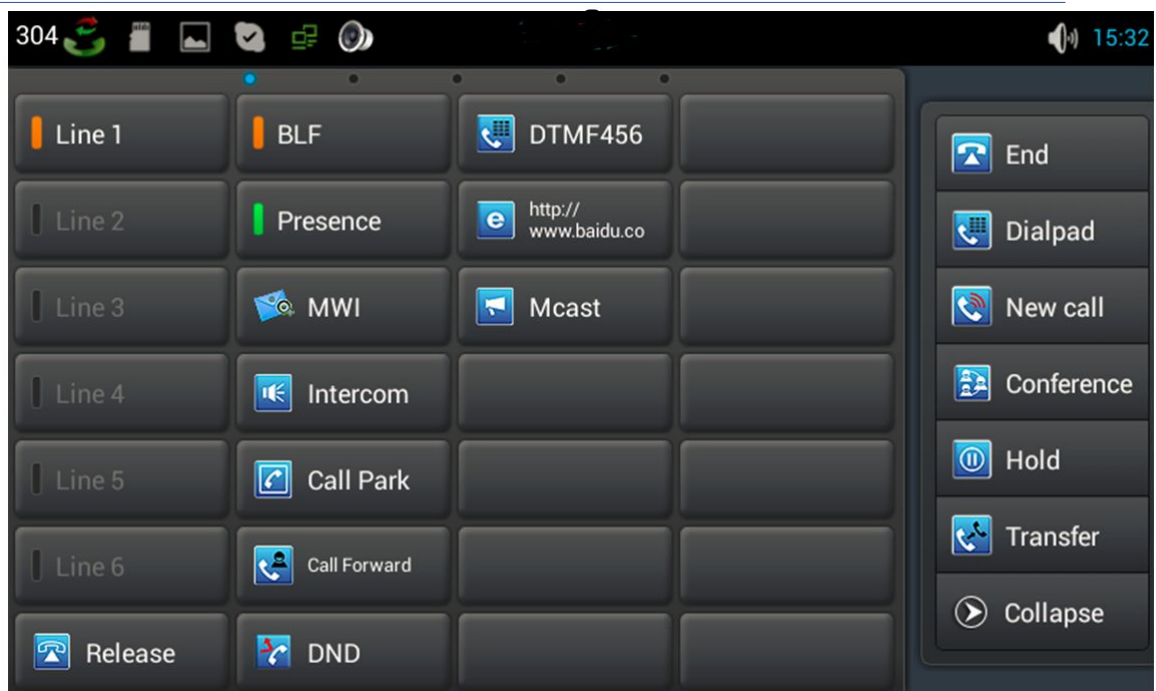 304
15:32
Line 1
BLF
DTMF456
Line 2
Presence
http://
www.baidu.co
Line 3
MWI
Mcast
Line 4
Intercom
Line 5
Call Park
Line 6
Call Forward
Release
DND
End
Dialpad
New call
Conference
Hold
Transfer
Collapse